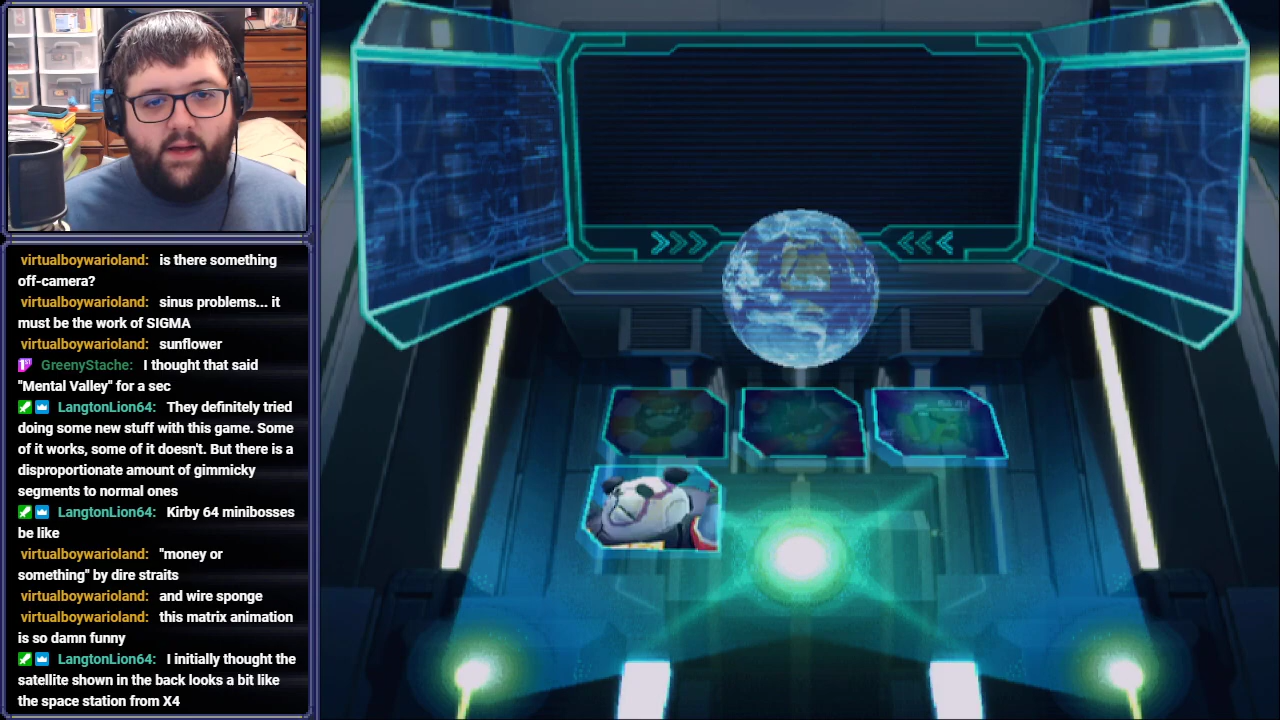 virtualboywarioland: is there something
off-camera?
virtualboywarioland: sinus problems... it
must be the work of SIGMA
virtualboywarioland: sunflower
GreenyStache: I thought that said
"Mental Valley" for a sec
LangtonLion64: They definitely tried
doing some new stuff with this game. Some
of it works, some of it doesn't. But there is a
disproportionate amount of gimmicky
segments to normal ones
LangtonLion64: Kirby 64 minibosses
be like
virtualboywarioland: "money or
something" by dire straits
virtualboywarioland: and wire sponge
virtualboywarioland: this matrix animation
is so damn funny
LangtonLion64: I initially thought the
satellite shown in the back looks a bit like
the space station from X4